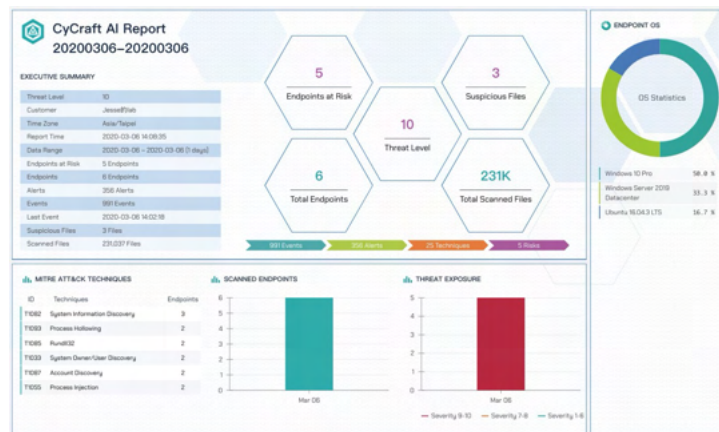 CyCraft AI Report
20200306–20200306
EXECUTIVE SUMMARY
Threat Level 10
Customer
Time Zone Asia/Taipei
Report Time 2020-03-06 14:08:35
Data Range 2020-03-06 – 2020-03-06 [1 days]
Endpoints at Risk 5 Endpoints
Endpoints 6 Endpoints
Alerts 356 Alerts
Events 991 Events
Last Event 2020-03-06 14:02:18
Suspicious Files 3 Files
Scanned Files 231,037 Files
5
Endpoints at Risk
3
Suspicious Files
10
Threat Level
6
Total Endpoints
231K
Total Scanned Files
991 Events 356 Alerts 25 Techniques 5 Risks
ENDPOINT OS
OS Statistics
Windows 10 Pro 50.0 %
Windows Server 2019 Datacenter 33.3 %
Ubuntu 18.04.3 LTS 16.7 %
MITRE ATT&CK TECHNIQUES
ID Techniques Endpoints
T1082 System Information Discovery 3
T1093 Process Hollowing 2
T1085 Rundll32 2
T1033 System Owner/User Discovery 2
T1087 Account Discovery 2
T1055 Process Injection 2
SCANNED ENDPOINTS
6
5
4
3
2
1
0
Mar 06
THREAT EXPOSURE
5
4
3
2
1
0
Mar 06
Severity 9-10 Severity 7-8 Severity 1-6